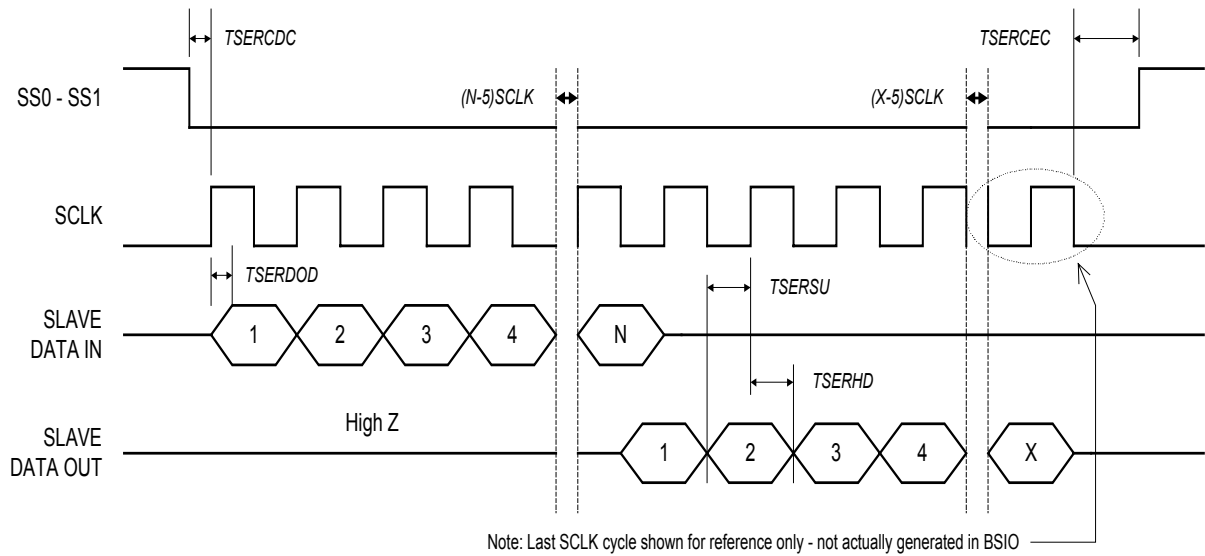 TSERCDC
TSERCEC
SS0 - SS1
(N-5)SCLK
(X-5)SCLK
SCLK
TSERDOD
TSERSU
SLAVE
DATA IN
1 2 3 4 N
TSERHD
High Z
SLAVE
DATA OUT
1 2 3 4 X
Note: Last SCLK cycle shown for reference only - not actually generated in BSIO